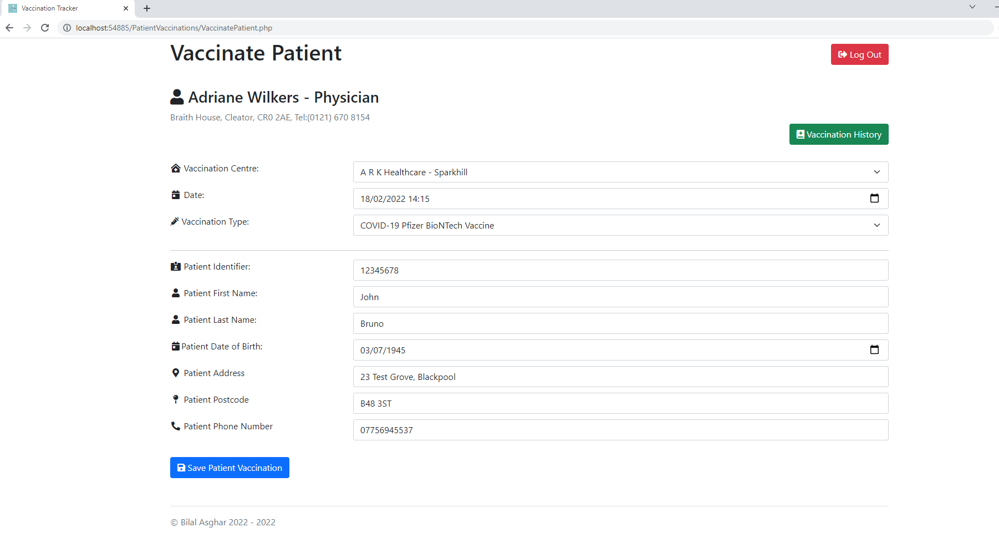 Vaccination Tracker
localhost:54885/PatientVaccinations/VaccinatePatient.php
Vaccinate Patient
Log Out
Adriane Wilkers - Physician
Braith House, Cleator, CR0 2AE, Tel:(0121) 670 8154
Vaccination History
Vaccination Centre: A R K Healthcare - Sparkhill
Date: 18/02/2022 14:15
Vaccination Type: COVID-19 Pfizer BioNTech Vaccine
Patient Identifier: 12345678
Patient First Name: John
Patient Last Name: Bruno
Patient Date of Birth: 03/07/1945
Patient Address 23 Test Grove, Blackpool
Patient Postcode B48 3ST
Patient Phone Number 07756945537
Save Patient Vaccination
© Bilal Asghar 2022 - 2022